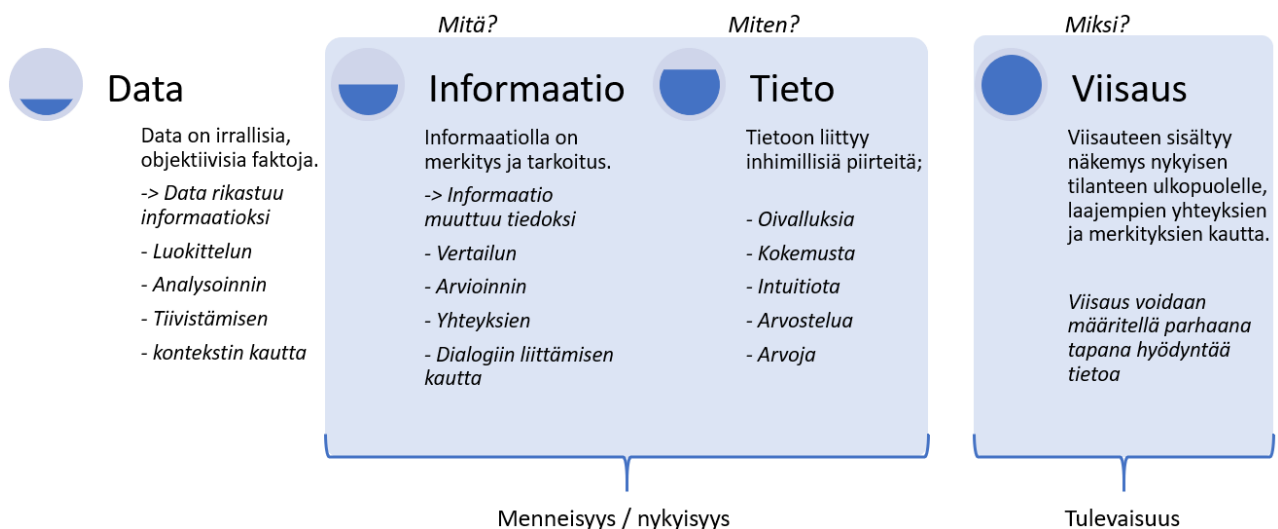 Mitä?
Miten?
Miksi?
Data
Data on irrallisia,
objektiivisia faktoja.
-> Data rikastuu
informaatioksi
- Luokittelun
- Analysoinnin
- Tiivistämisen
- kontekstin kautta
Informaatio
Informaatiolla on
merkitys ja tarkoitus.
-> Informaatio
muuttuu tiedoksi
- Vertailun
- Arvioinnin
- Yhteyksien
- Dialogiin liittämisen
kautta
Tieto
Tietoon liittyy
inhimillisiä piirteitä;
- Oivalluksia
- Kokemusta
- Intuitiota
- Arvostelua
- Arvoja
Viisaus
Viisauteen sisältyy
näkemys nykyisen
tilanteen ulkopuolelle,
laajempien yhteyksien
ja merkityksien kautta.
Viisaus voidaan
määritellä parhaana
tapana hyödyntää
tietoa
Menneisyys / nykyisyys
Tulevaisuus